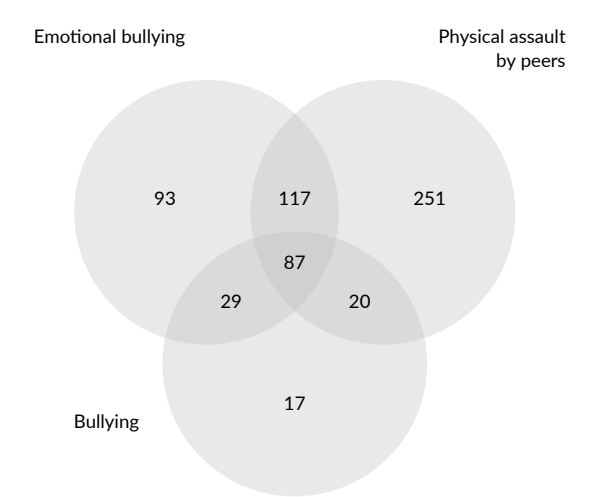 Emotional bullying
Physical assault
by peers
93
117
251
87
29
20
17
Bullying